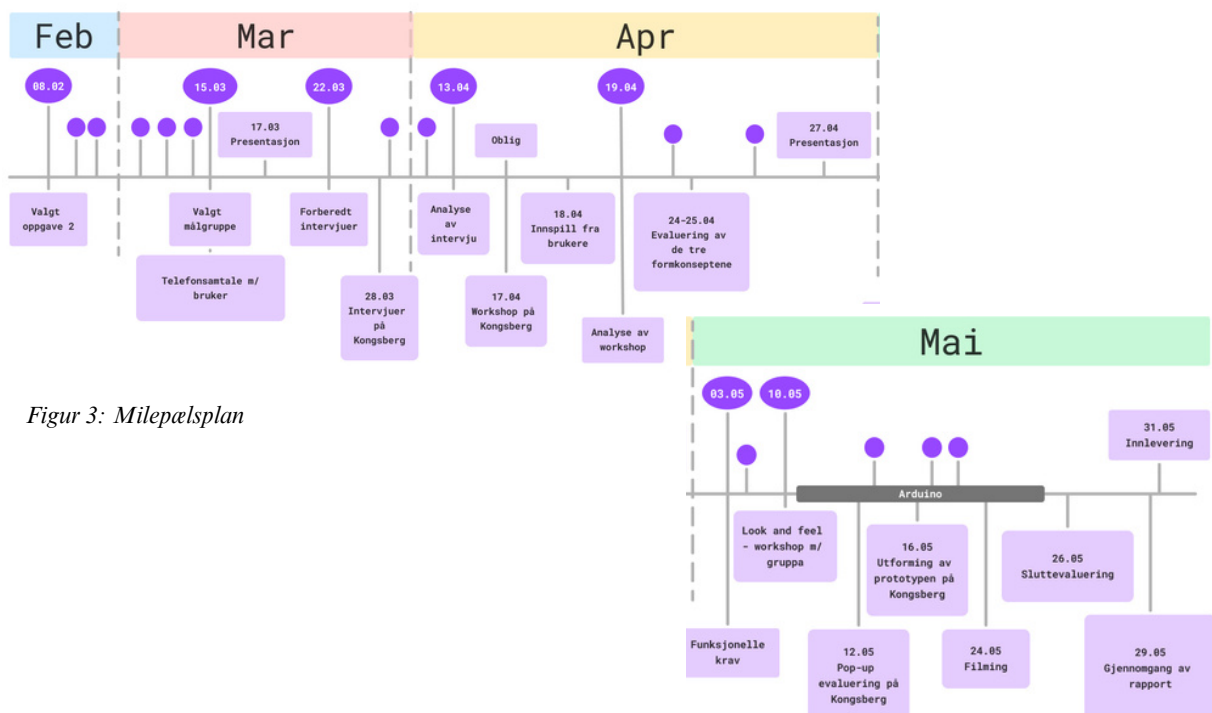 Feb
Mar
Apr
08.02
15.03
22.03
13.04
19.04
17.03
Presentasjon
Oblig
27.04
Presentasjon
Valgt
oppgave 2
Valgt
målgruppe
Forberedt
intervjuer
Analyse
av
intervju
18.04
Innspill fra
brukere
24-25.04
Evaluering av
de tre
formkonseptene
Telefonsamtale m/
bruker
28.03
Intervjuer
på
Kongsberg
17.04
Workshop på
Kongsberg
Analyse av
workshop
Mai
Figur 3: Milepælsplan
03.05
10.05
31.05
Innlevering
Arduino
Look and feel
- workshop m/
gruppa
16.05
Utforming av
prototypen på
Kongsberg
26.05
Sluttevaluering
Funksjonelle
krav
12.05
Pop-up
evaluering på
Kongsberg
24.05
Filming
29.05
Gjennomgang av
rapport